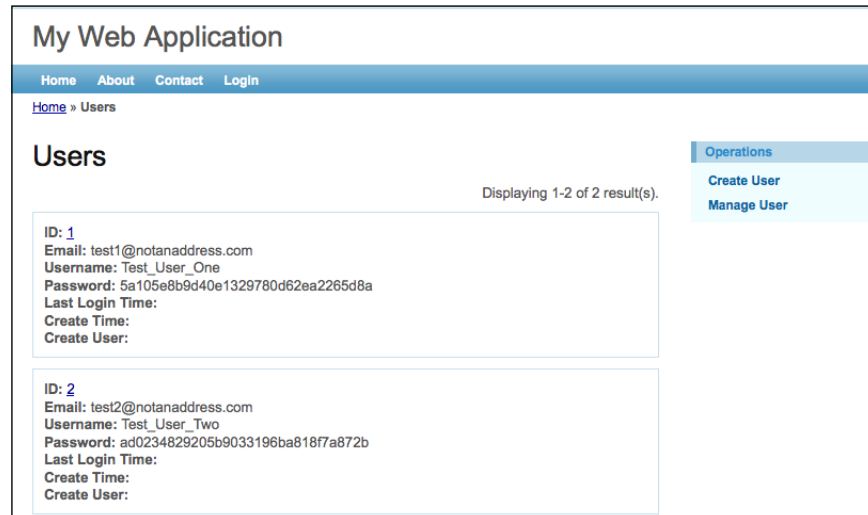 My Web Application
Home About Contact Login
Home » Users
Users
Displaying 1-2 of 2 result(s).
ID: 1
Email: test1@notanaddress.com
Username: Test_User_One
Password: 5a105e8b9d40e1329780d62ea2265d8a
Last Login Time:
Create Time:
Create User:
ID: 2
Email: test2@notanaddress.com
Username: Test_User_Two
Password: ad0234829205b9033196ba818f7a872b
Last Login Time:
Create Time:
Create User:
Operations
Create User
Manage User